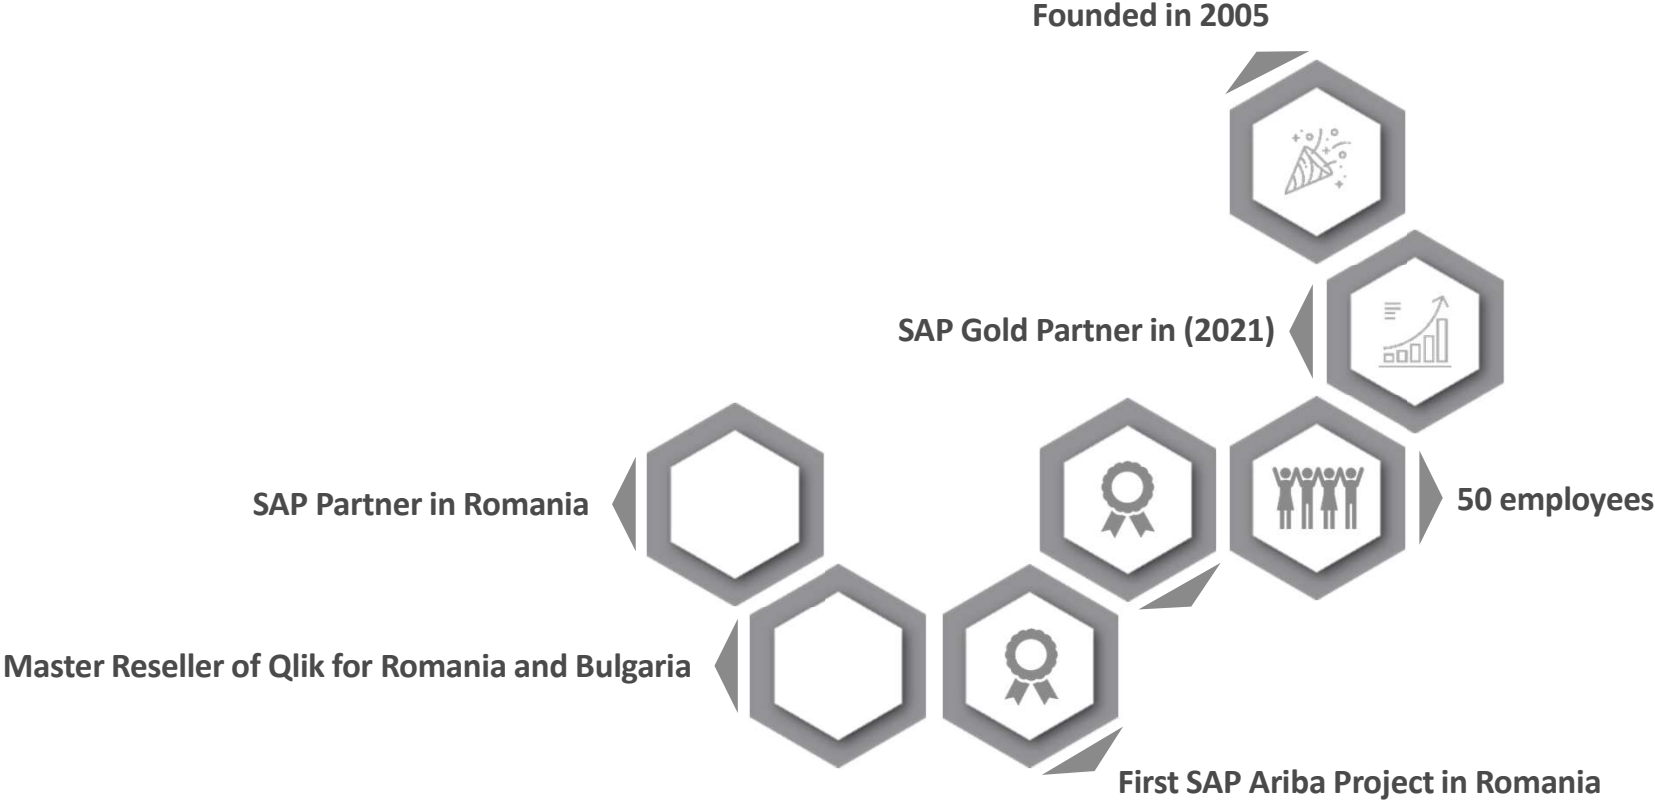 Founded in 2005
SAP Gold Partner in (2021)
SAP Partner in Romania
50 employees
Master Reseller of Qlik for Romania and Bulgaria
First SAP Ariba Project in Romania